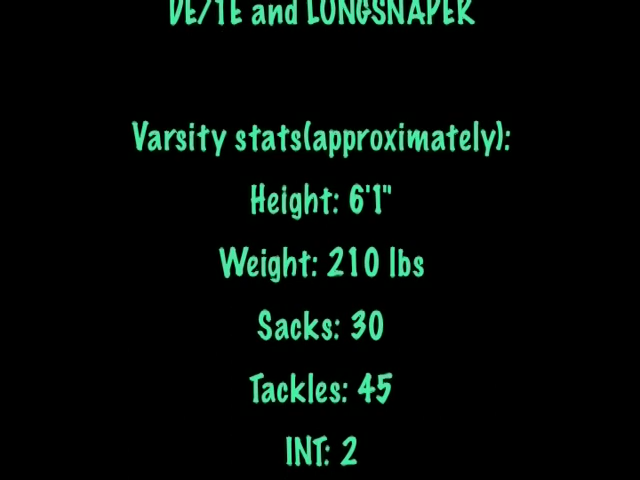 DE/TE and LONGSNAPER
Varsity stats(approximately):
Height: 6'1"
Weight: 210 lbs
Sacks: 30
Tackles: 45
INT: 2